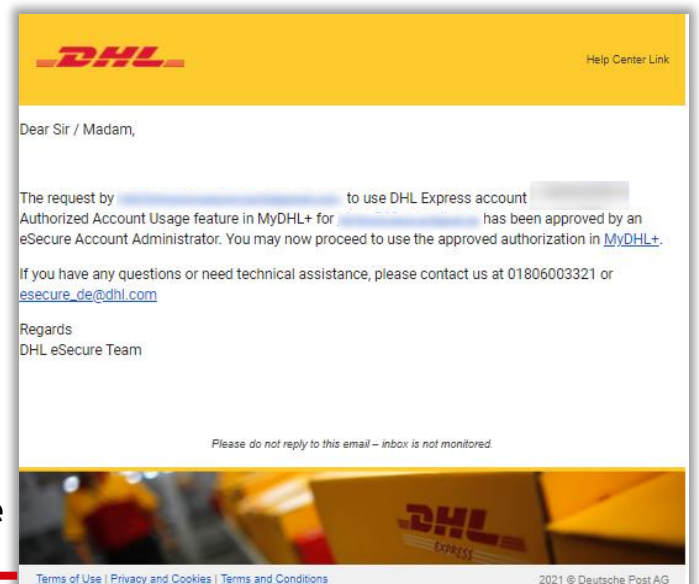 DHL
Help Center Link
Dear Sir / Madam,
The request by to use DHL Express account
Authorized Account Usage feature in MyDHL+ for has been approved by an
eSecure Account Administrator. You may now proceed to use the approved authorization in MyDHL+.
If you have any questions or need technical assistance, please contact us at 01806003321 or
esecure_de@dhl.com
Regards
DHL eSecure Team
Please do not reply to this email – inbox is not monitored.
e
DHL
EXPRESS
Terms of Use | Privacy and Cookies | Terms and Conditions
2021 © Deutsche Post AG